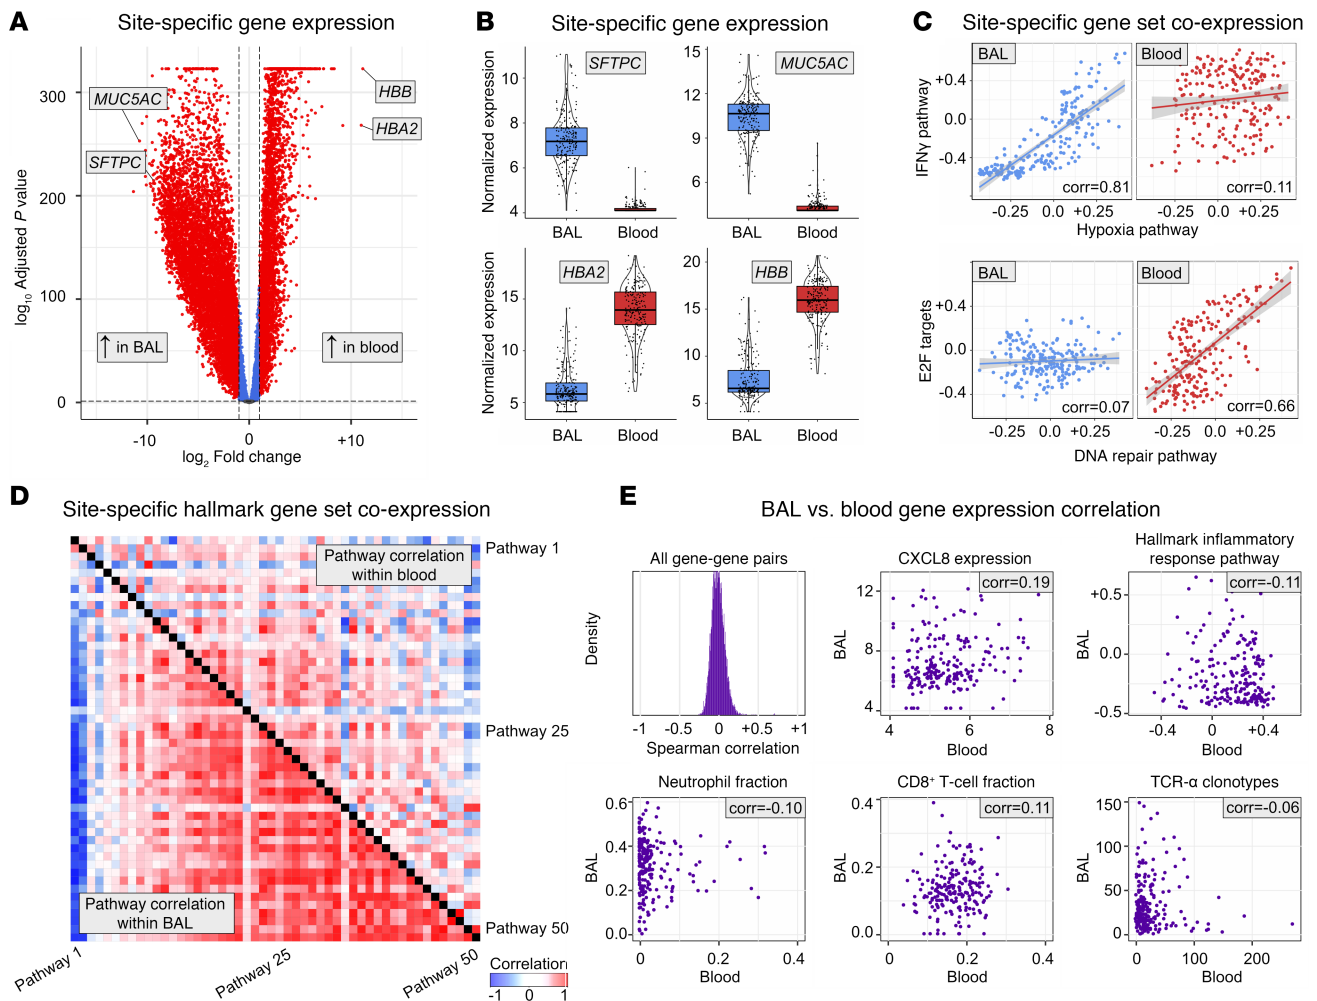 A
Site-specific gene expression
log₁₀ Adjusted P value
300
200
100
0
MUC5AC
SFTPC
HBB
HBA2
↑ in BAL
↑ in blood
-10
0
+10
log₂ Fold change
B
Site-specific gene expression
Normalized expression
10
8
6
4
SFTPC
BAL
Blood
15
12
9
6
MUC5AC
BAL
Blood
Normalized expression
15
10
5
HBA2
BAL
Blood
20
15
10
5
HBB
BAL
Blood
C
Site-specific gene set co-expression
IFNγ pathway
+0.4
0.0
-0.4
BAL
corr=0.81
Blood
corr=0.11
-0.25 0.0 +0.25
-0.25 0.0 +0.25
Hypoxia pathway
E2F targets
+0.4
0.0
-0.4
BAL
corr=0.07
Blood
corr=0.66
-0.25 0.0 +0.25
-0.25 0.0 +0.25
DNA repair pathway
D
Site-specific hallmark gene set co-expression
Pathway correlation
within blood
Pathway 1
Pathway 25
Pathway 50
Pathway correlation
within BAL
Pathway 1
Pathway 25
Pathway 50
Correlation
-1 0 1
E
BAL vs. blood gene expression correlation
All gene-gene pairs
Density
-1 -0.5 0 +0.5 +1
Spearman correlation
CXCL8 expression
corr=0.19
BAL
12
8
4
4 6 8
Blood
Hallmark inflammatory
response pathway
corr=-0.11
BAL
+0.5
0.0
-0.5
-0.4 0 +0.4
Blood
Neutrophil fraction
corr=-0.10
BAL
0.6
0.4
0.2
0.0
0 0.2 0.4
Blood
CD8⁺ T-cell fraction
corr=0.11
BAL
0.4
0.2
0.0
0 0.2 0.4
Blood
TCR-α clonotypes
corr=-0.06
BAL
150
100
50
0
0 100 200
Blood